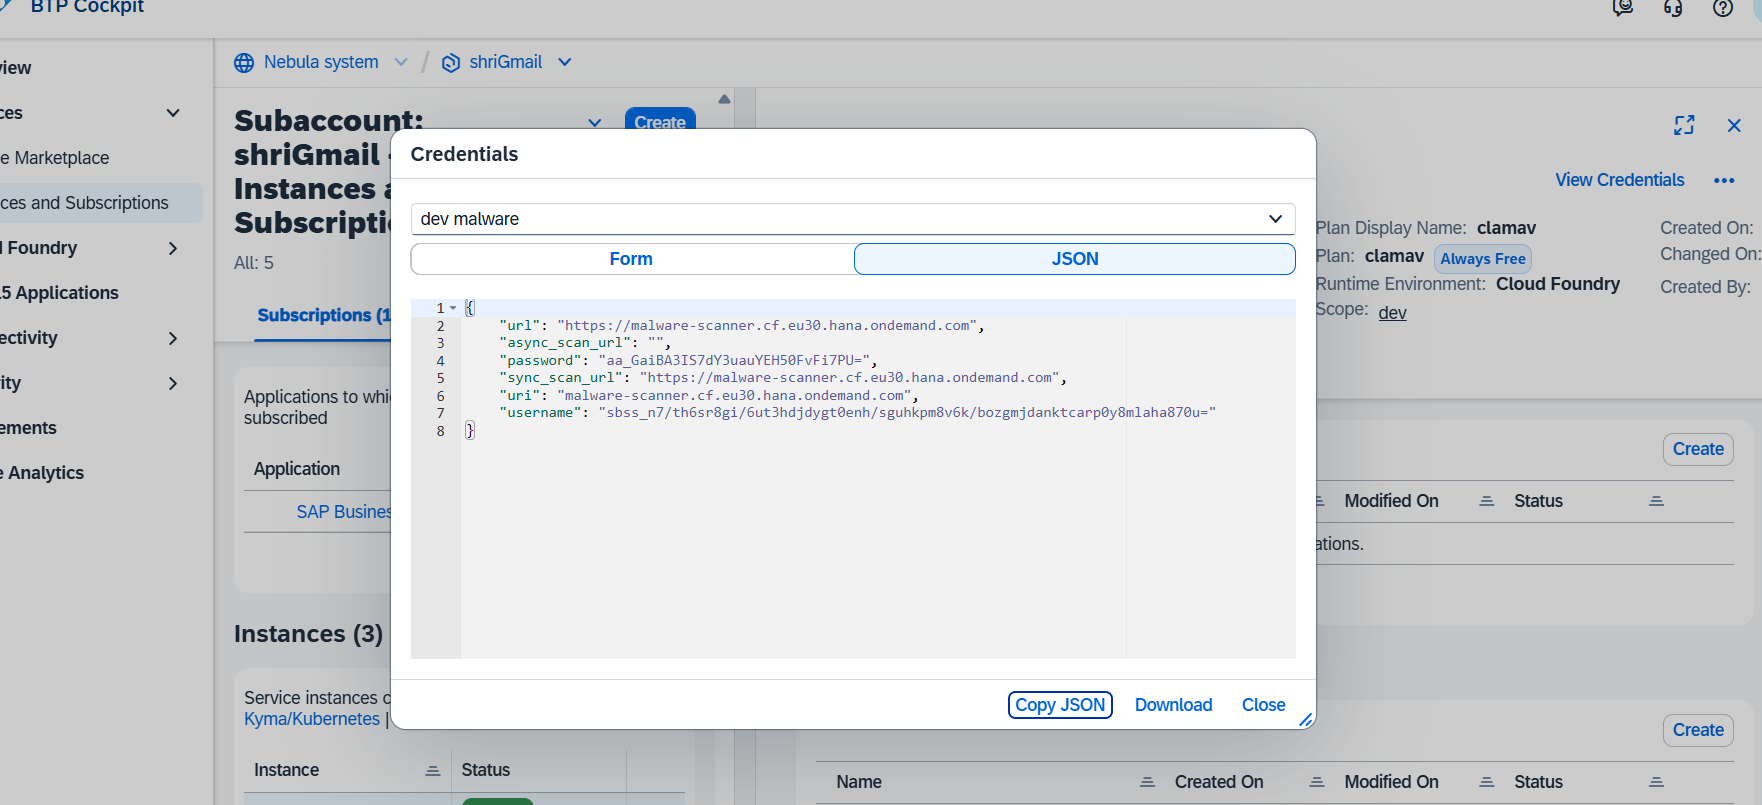 BTP Cockpit
view
Nebula system / shriGmail
ces
e Marketplace
ces and Subscriptions
Foundry
5 Applications
ectivity
ity
ements
e Analytics
Subaccount:
shriGmail -
Instances a
Subscriptio
Create
All: 5
Subscriptions (1
Applications to whi
subscribed
Application
SAP Busines
Instances (3)
Service instances c
Kyma/Kubernetes |
Instance Status
Credentials
dev malware
Form JSON
1 {
2 "url": "https://malware-scanner.cf.eu30.hana.ondemand.com",
3 "async_scan_url": "",
4 "password": "aa_GaiBA3IS7dY3uauYEH50FvFi7PU=",
5 "sync_scan_url": "https://malware-scanner.cf.eu30.hana.ondemand.com",
6 "uri": "malware-scanner.cf.eu30.hana.ondemand.com",
7 "username": "sbss_n7/th6sr8gi/6ut3hdjdygt0enh/sguhkpm8v6k/bozgmjdanktcarp0y8mlaha870u="
8 }
Copy JSON Download Close
View Credentials
Plan Display Name: clamav
Plan: clamav Always Free
Runtime Environment: Cloud Foundry
Scope: dev
Created On:
Changed On:
Created By:
Create
Modified On Status
ations.
Create
Name Created On Modified On Status